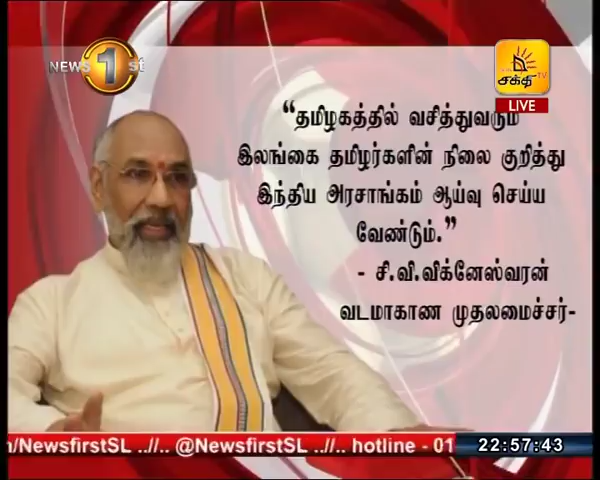 NEWS 1st
சக்தி TV
LIVE
“தமிழகத்தில் வசித்துவரும்
இலங்கை தமிழர்களின் நிலை குறித்து
இந்திய அரசாங்கம் ஆய்வு செய்ய
வேண்டும்.”
- சி.வி.விக்னேஸ்வரன்
வடமாகாண முதலமைச்சர்-
/NewsfirstSL ..//.. @NewsfirstSL ..//.. hotline - 01
22:57:43